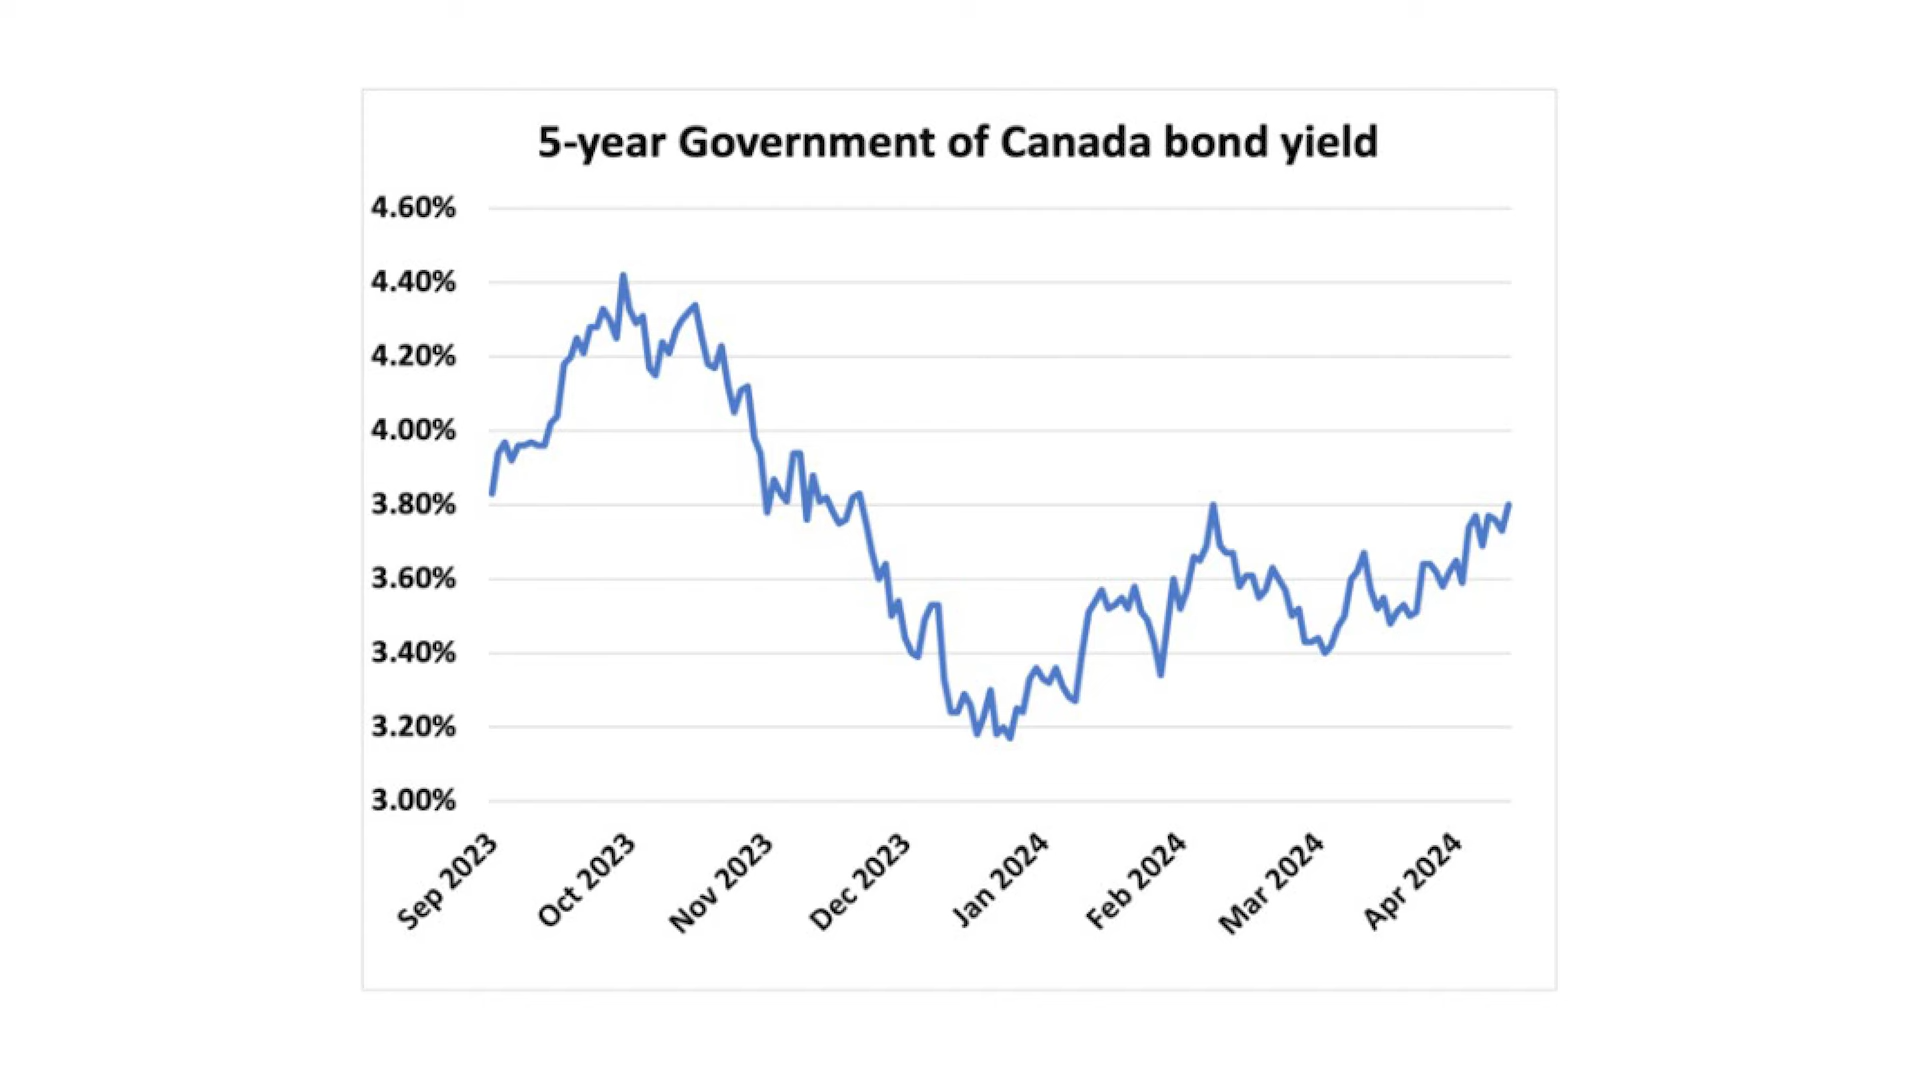 5-year Government of Canada bond yield
4.60%
4.40%
4.20%
4.00%
3.80%
3.60%
3.40%
3.20%
3.00%
Sep 2023
Oct 2023
Nov 2023
Dec 2023
Jan 2024
Feb 2024
Mar 2024
Apr 2024